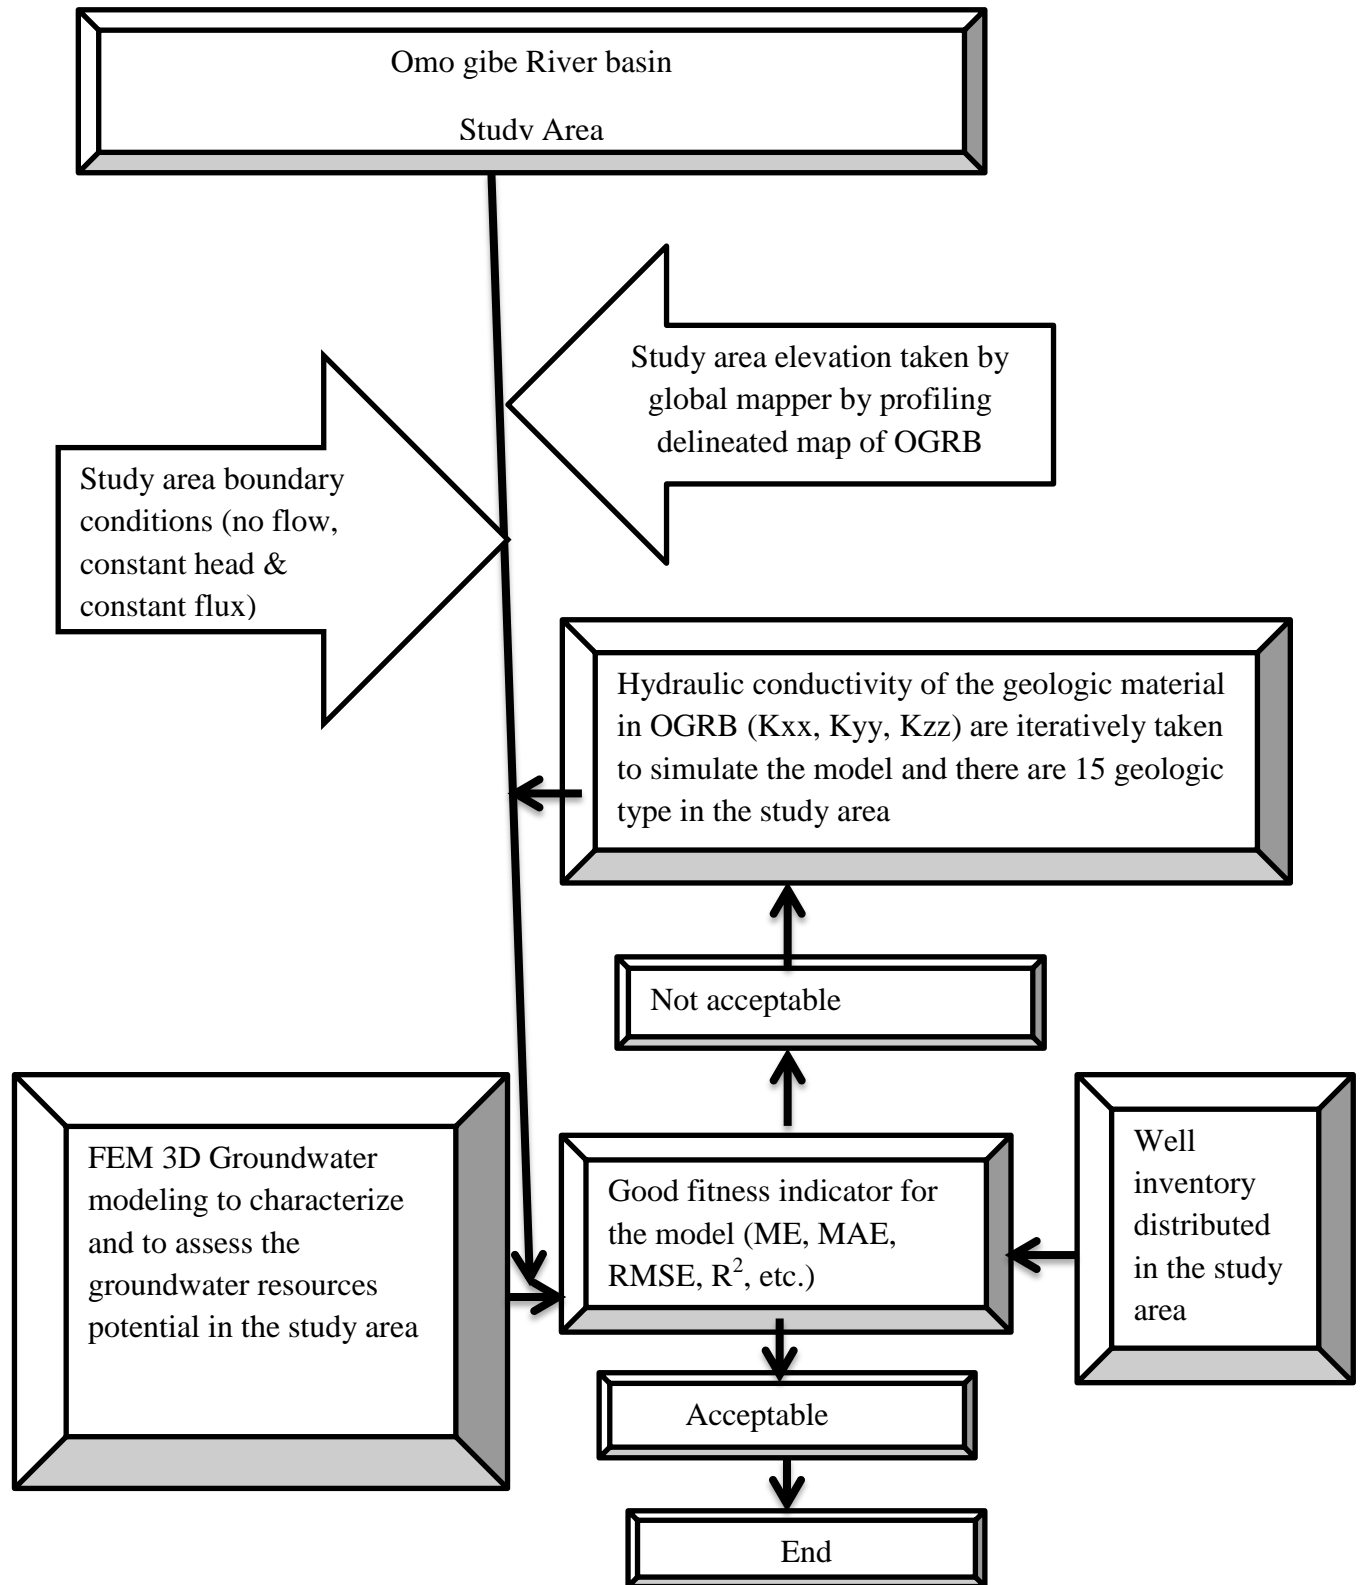 Omo gibe River basin
Study Area
Study area elevation taken by
global mapper by profiling
delineated map of OGRB
Study area boundary
conditions (no flow,
constant head &
constant flux)
Hydraulic conductivity of the geologic material
in OGRB (Kxx, Kyy, Kzz) are iteratively taken
to simulate the model and there are 15 geologic
type in the study area
Not acceptable
FEM 3D Groundwater
modeling to characterize
and to assess the
groundwater resources
potential in the study area
Good fitness indicator for
the model (ME, MAE,
RMSE, R², etc.)
Well
inventory
distributed
in the study
area
Acceptable
End